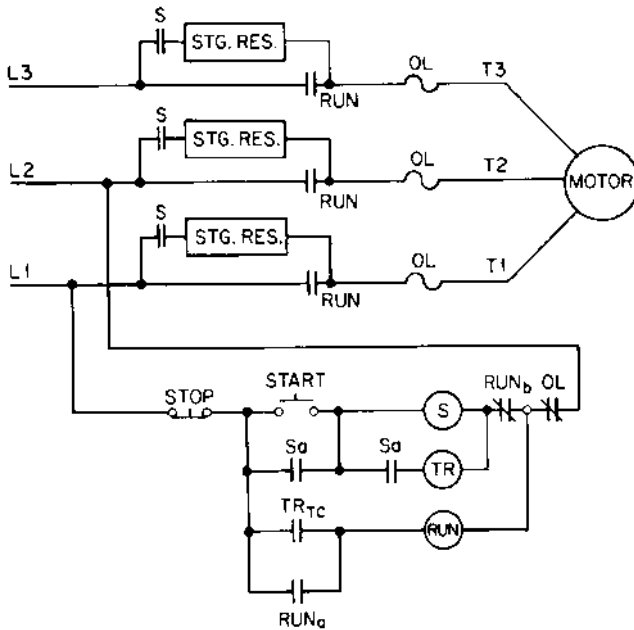 S
STG. RES.
L3
RUN
OL
T3
S
STG. RES.
L2
RUN
OL
T2
MOTOR
S
STG. RES.
L1
RUN
OL
T1
STOP
START
S
RUNb
OL
Sa
Sa
TR
TRTC
RUN
RUNa